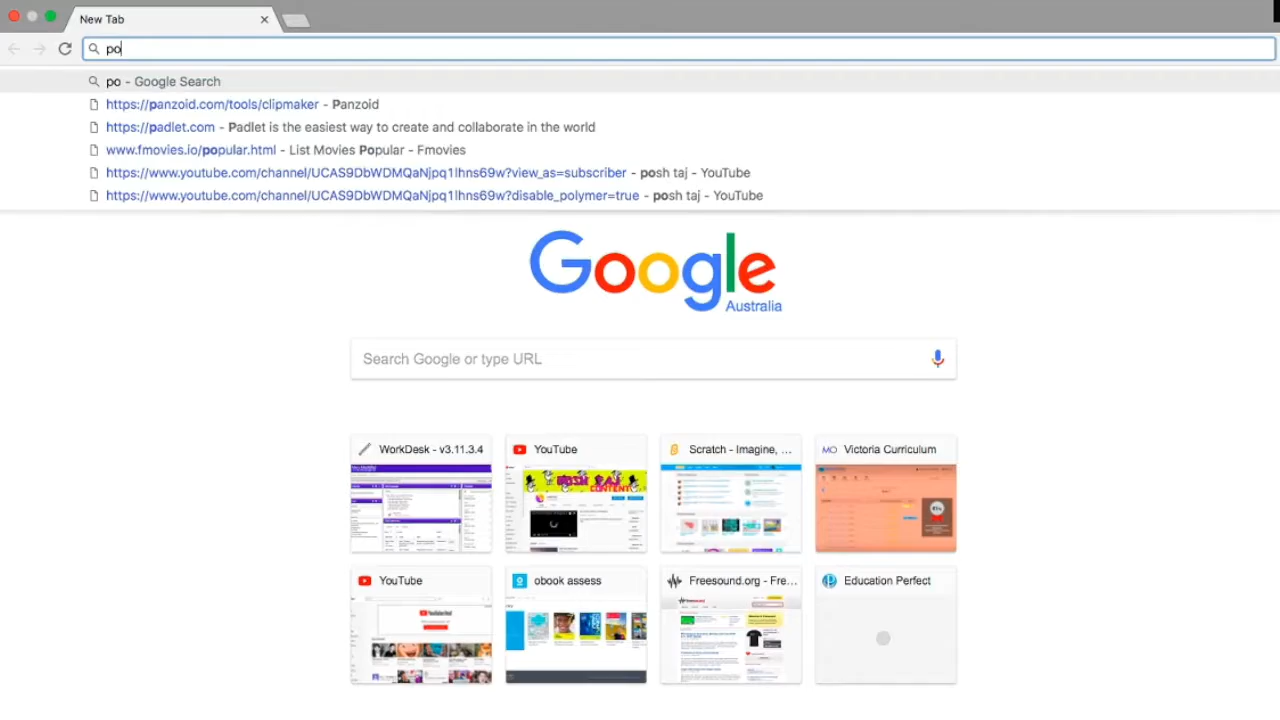 New Tab
po
po - Google Search
https://panzoid.com/tools/clipmaker - Panzoid
https://padlet.com - Padlet is the easiest way to create and collaborate in the world
www.fmovies.io/popular.html - List Movies Popular - Fmovies
https://www.youtube.com/channel/UCAS9DbWDMQaNjpq1lhns69w?view_as=subscriber - posh taj - YouTube
https://www.youtube.com/channel/UCAS9DbWDMQaNjpq1lhns69w?disable_polymer=true - posh taj - YouTube
Google
Australia
Search Google or type URL
WorkDesk - v3.11.3.4
YouTube
Scratch - Imagine, ...
MO Victoria Curriculum
POSH TAJ
CONTENT
YouTube
obook assess
Freesound.org - Fre...
Education Perfect